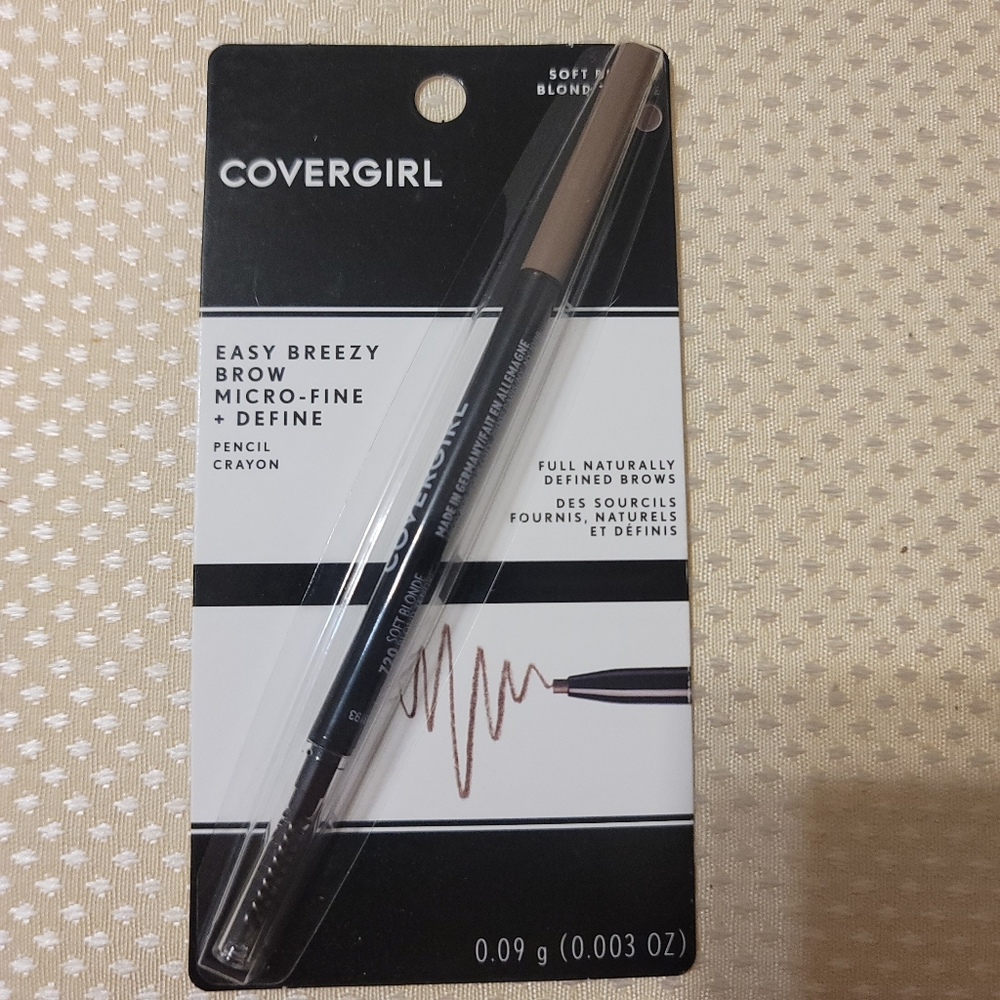 SOFT
BLOND
COVERGIRL
EASY BREEZY
BROW
MICRO-FINE
+ DEFINE
PENCIL
CRAYON
COVERGIRL
MADE IN GERMANY/FAIT EN ALLEMAGNE
720 SOFT BLONDE
FULL NATURALLY
DEFINED BROWS
DES SOURCILS
FOURNIS, NATURELS
ET DÉFINIS
0.09 g (0.003 OZ)